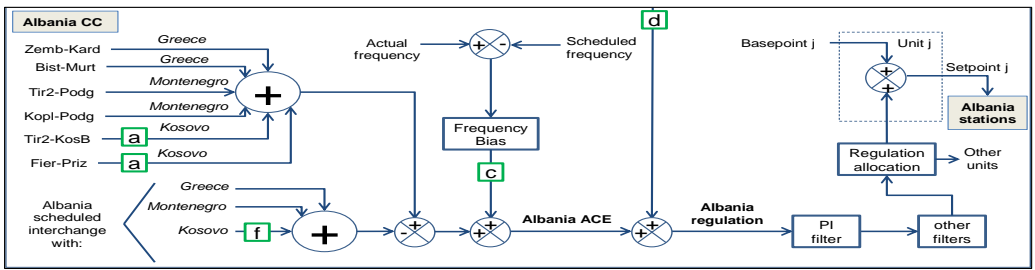 Albania CC
Zemb-Kard
Greece
Bist-Murt
Greece
Tir2-Podg
Montenegro
Kopl-Podg
Montenegro
Tir2-KosB
a
Kosovo
Fier-Priz
a
Kosovo
+
Albania
scheduled
interchange
with:
Greece
Montenegro
Kosovo
f
+
+
-
Actual
frequency
+
-
Scheduled
frequency
Frequency
Bias
c
+
+
Albania ACE
d
+
+
Albania
regulation
PI
filter
other
filters
Regulation
allocation
Other
units
Basepoint j
Unit j
+
+
Setpoint j
Albania
stations